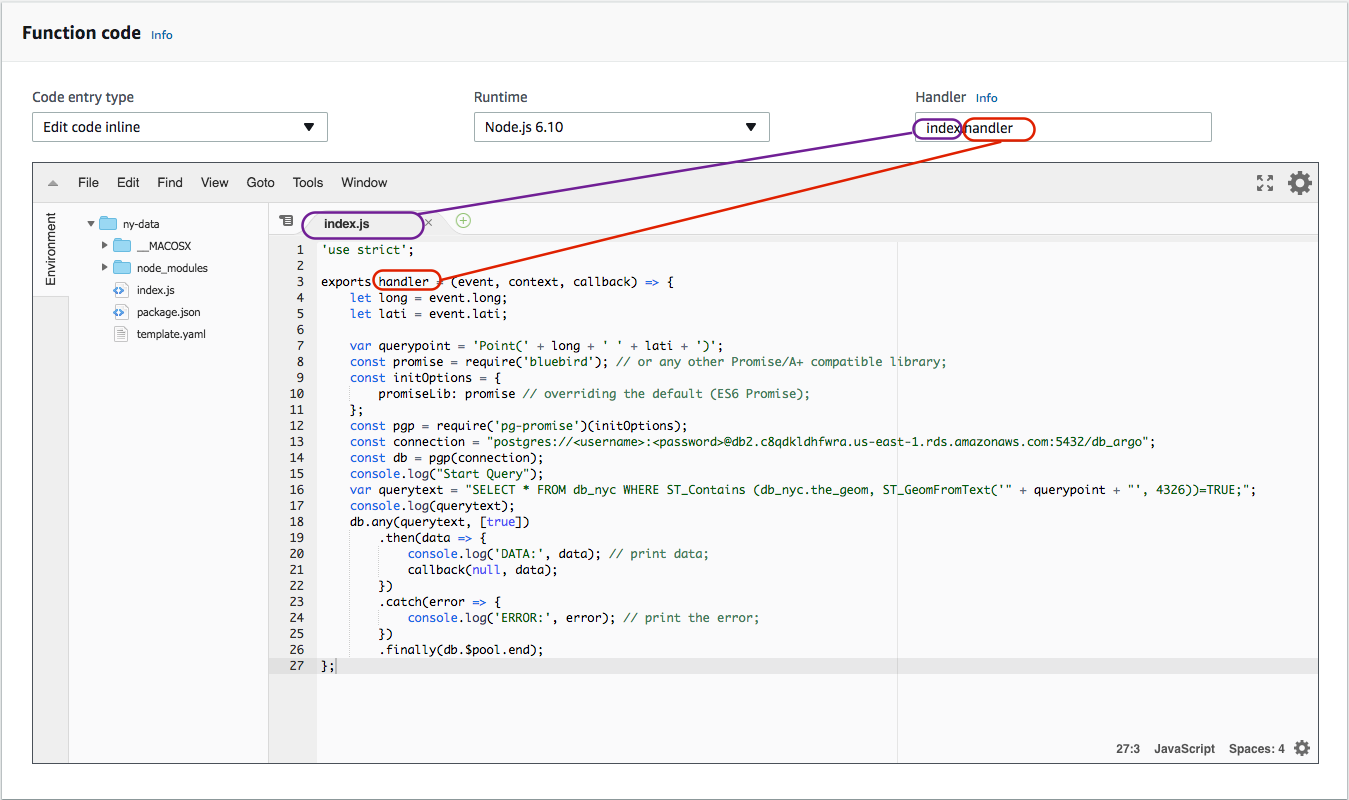 Function code Info
Code entry type
Edit code inline
Runtime
Node.js 6.10
Handler Info
index.handler
File Edit Find View Goto Tools Window
Environment
ny-data
__MACOSX
node_modules
index.js
package.json
template.yaml
index.js
1 'use strict';
2
3 exports.handler = (event, context, callback) => {
4 let long = event.long;
5 let lati = event.lati;
6
7 var querypoint = 'Point(' + long + ' ' + lati + ')';
8 const promise = require('bluebird'); // or any other Promise/A+ compatible library;
9 const initOptions = {
10 promiseLib: promise // overriding the default (ES6 Promise);
11 };
12 const pgp = require('pg-promise')(initOptions);
13 const connection = "postgres://<username>:<password>@db2.c8qdkldhfwra.us-east-1.rds.amazonaws.com:5432/db_argo";
14 const db = pgp(connection);
15 console.log("Start Query");
16 var querytext = "SELECT * FROM db_nyc WHERE ST_Contains (db_nyc.the_geom, ST_GeomFromText('" + querypoint + "', 4326))=TRUE;";
17 console.log(querytext);
18 db.any(querytext, [true])
19 .then(data => {
20 console.log('DATA:', data); // print data;
21 callback(null, data);
22 })
23 .catch(error => {
24 console.log('ERROR:', error); // print the error;
25 })
26 .finally(db.$pool.end);
27 };
27:3 JavaScript Spaces: 4